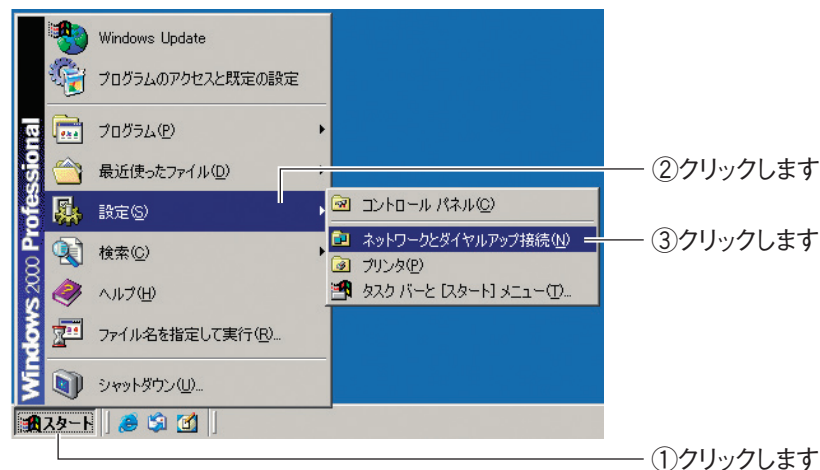 Windows 2000 Professional
Windows Update
プログラムのアクセスと既定の設定
プログラム(P)
最近使ったファイル(D)
設定(S)
検索(C)
ヘルプ(H)
ファイル名を指定して実行(R)...
シャットダウン(U)...
コントロール パネル(C)
ネットワークとダイヤルアップ接続(N)
プリンタ(P)
タスク バーと [スタート] メニュー(T)...
スタート
②クリックします
③クリックします
①クリックします